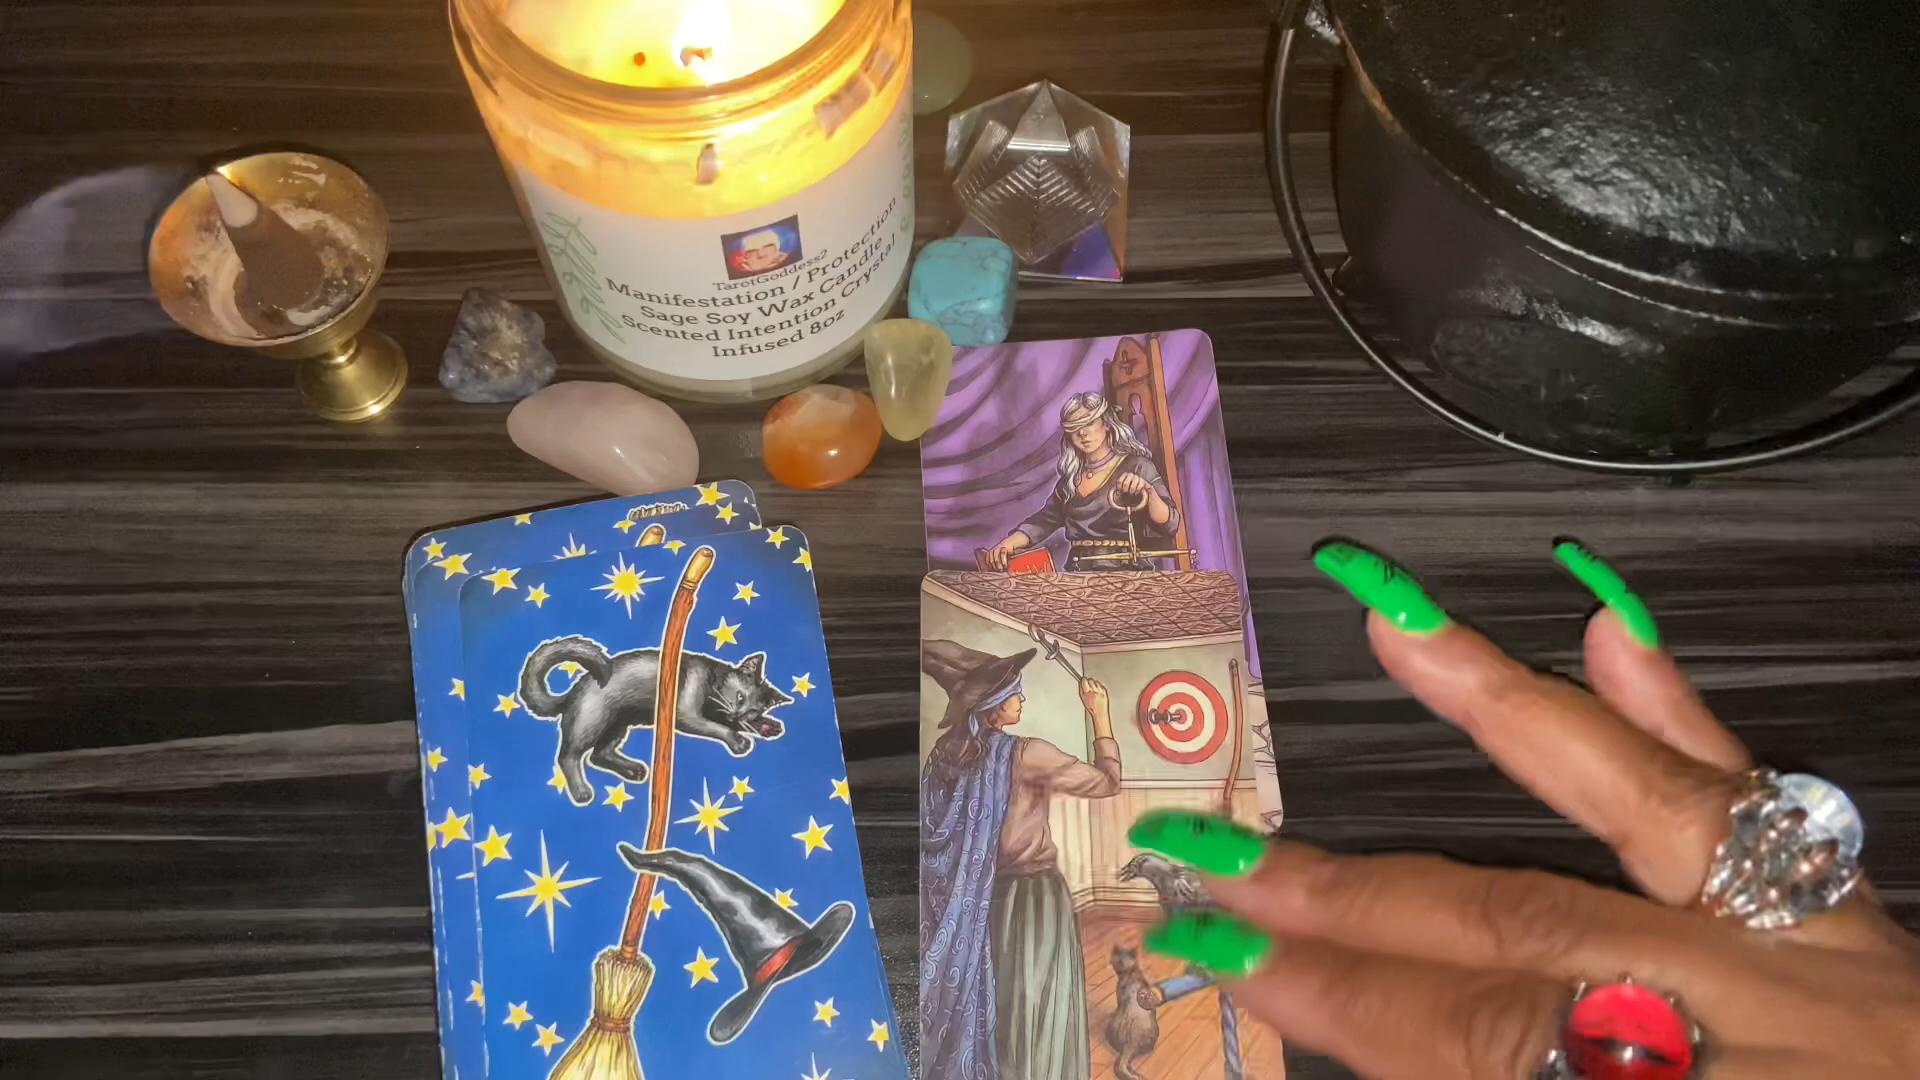 TarotGoddess2
Manifestation / Protection
Sage Soy Wax Candle
Scented Intention Crystal
Infused 8oz